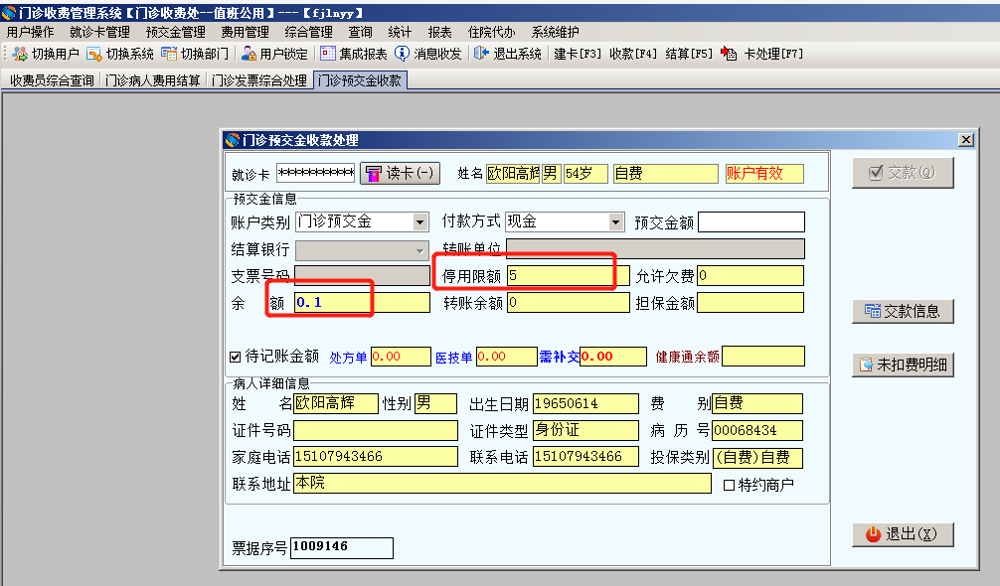 门诊收费管理系统【门诊收费处--值班公用】---【fjlnyy】
用户操作 就诊卡管理 预交金管理 费用管理 综合管理 查询 统计 报表 住院代办 系统维护
切换用户 切换系统 切换部门 用户锁定 集成报表 消息收发 退出系统 建卡[F3] 收款[F4] 结算[F5] 卡处理[F7]
收费员综合查询 门诊病人费用结算 门诊发票综合处理 门诊预交金收款
门诊预交金收款处理
就诊卡 *********** 读卡(-) 姓名 欧阳高辉 男 54岁 自费 账户有效 交款(Q)
预交金信息
账户类别 门诊预交金 付款方式 现金 预交金额
结算银行 转账单位
支票号码 停用限额 5 允许欠费 0
余 额 0.1 转账余额 0 担保金额 交款信息
待记账金额 处方单 0.00 医技单 0.00 需补交 0.00 健康通余额 未扣费明细
病人详细信息
姓 名 欧阳高辉 性别 男 出生日期 19650614 费 别 自费
证件号码 证件类型 身份证 病 历 号 00068434
家庭电话 15107943466 联系电话 15107943466 投保类别 (自费)自费
联系地址 本院 特约商户
票据序号 1009146 退出(X)